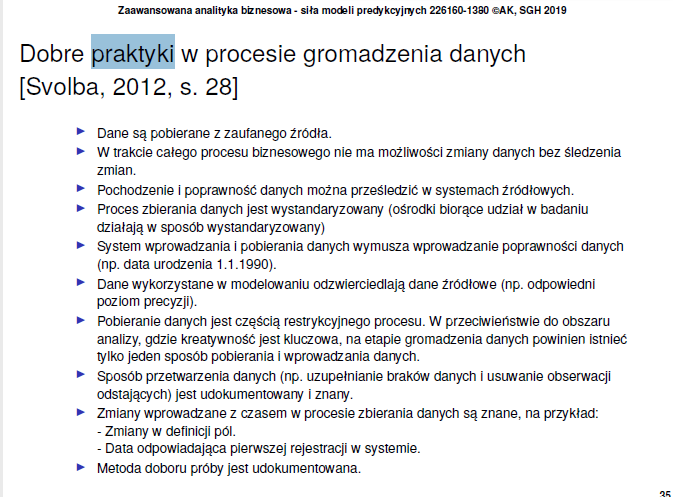 Zaawansowana analityka biznesowa - siła modeli predykcyjnych 226160-1380 ©AK, SGH 2019
Dobre praktyki w procesie gromadzenia danych
[Svolba, 2012, s. 28]
Dane są pobierane z zaufanego źródła.
W trakcie całego procesu biznesowego nie ma możliwości zmiany danych bez śledzenia
zmian.
Pochodzenie i poprawność danych można prześledzić w systemach źródłowych.
Proces zbierania danych jest wystandaryzowany (ośrodki biorące udział w badaniu
działają w sposób wystandaryzowany)
System wprowadzania i pobierania danych wymusza wprowadzanie poprawności danych
(np. data urodzenia 1.1.1990).
Dane wykorzystane w modelowaniu odzwierciedlają dane źródłowe (np. odpowiedni
poziom precyzji).
Pobieranie danych jest częścią restrykcyjnego procesu. W przeciwieństwie do obszaru
analizy, gdzie kreatywność jest kluczowa, na etapie gromadzenia danych powinien istnieć
tylko jeden sposób pobierania i wprowadzania danych.
Sposób przetwarzenia danych (np. uzupełnianie braków danych i usuwanie obserwacji
odstających) jest udokumentowany i znany.
Zmiany wprowadzane z czasem w procesie zbierania danych są znane, na przykład:
- Zmiany w definicji pól.
- Data odpowiadająca pierwszej rejestracji w systemie.
Metoda doboru próby jest udokumentowana.
35